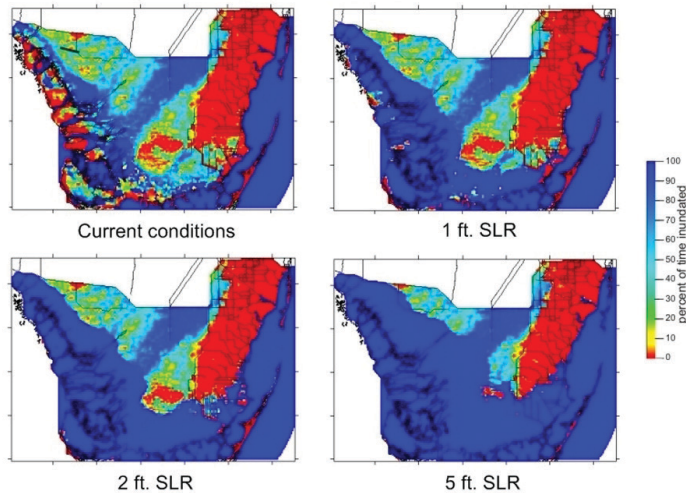 Current conditions
1 ft. SLR
2 ft. SLR
5 ft. SLR
100
90
80
70
60
50
40
30
20
10
0
percent of time inundated